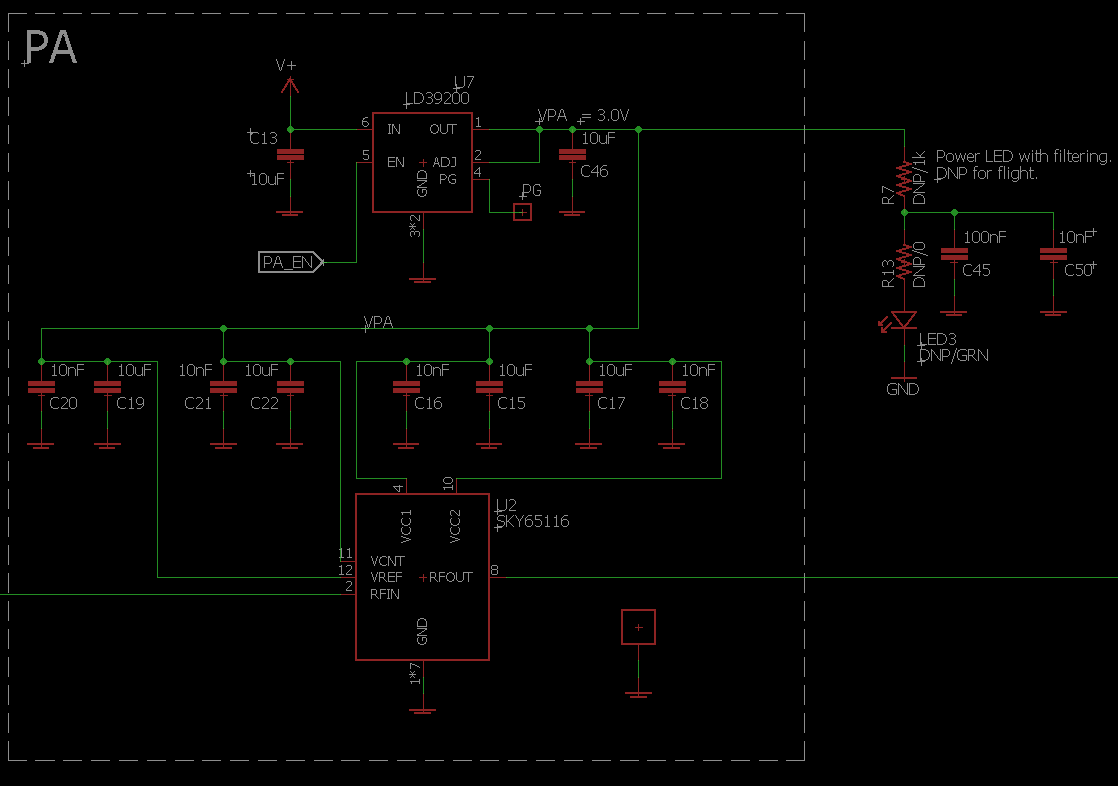 PA
V+
U7
LD39200
C13
10uF
6 IN OUT 1
5 EN ADJ 2
PG 4
GND
3*2
VPA = 3.0V
10uF
C46
PG
PA_EN
Power LED with filtering.
DNP for flight.
R7
DNP/1k
R13
DNP/0
100nF
C45
10nF
C50
LED3
DNP/GRN
GND
VPA
10nF 10uF 10nF 10uF 10nF 10uF 10uF 10nF
C20 C19 C21 C22 C16 C15 C17 C18
4 10
VCC1 VCC2
U2
SKY65116
11 VCNT
12 VREF RFOUT 8
2 RFIN
GND
1*7